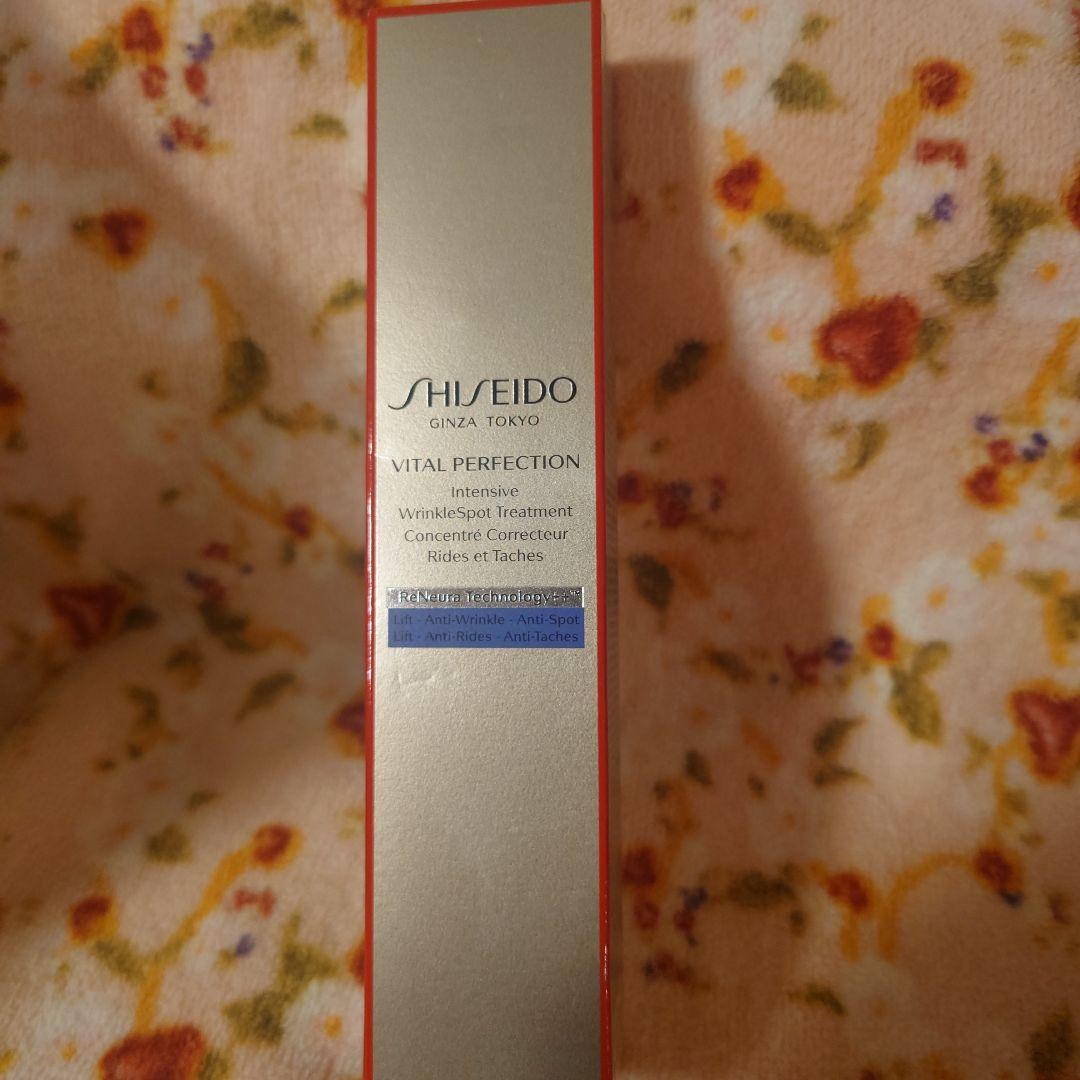 SHISEIDO
GINZA TOKYO
VITAL PERFECTION
Intensive
WrinkleSpot Treatment
Concentré Correcteur
Rides et Taches
ReNeura Technology++™
Lift - Anti-Wrinkle - Anti-Spot
Lift - Anti-Rides - Anti-Taches